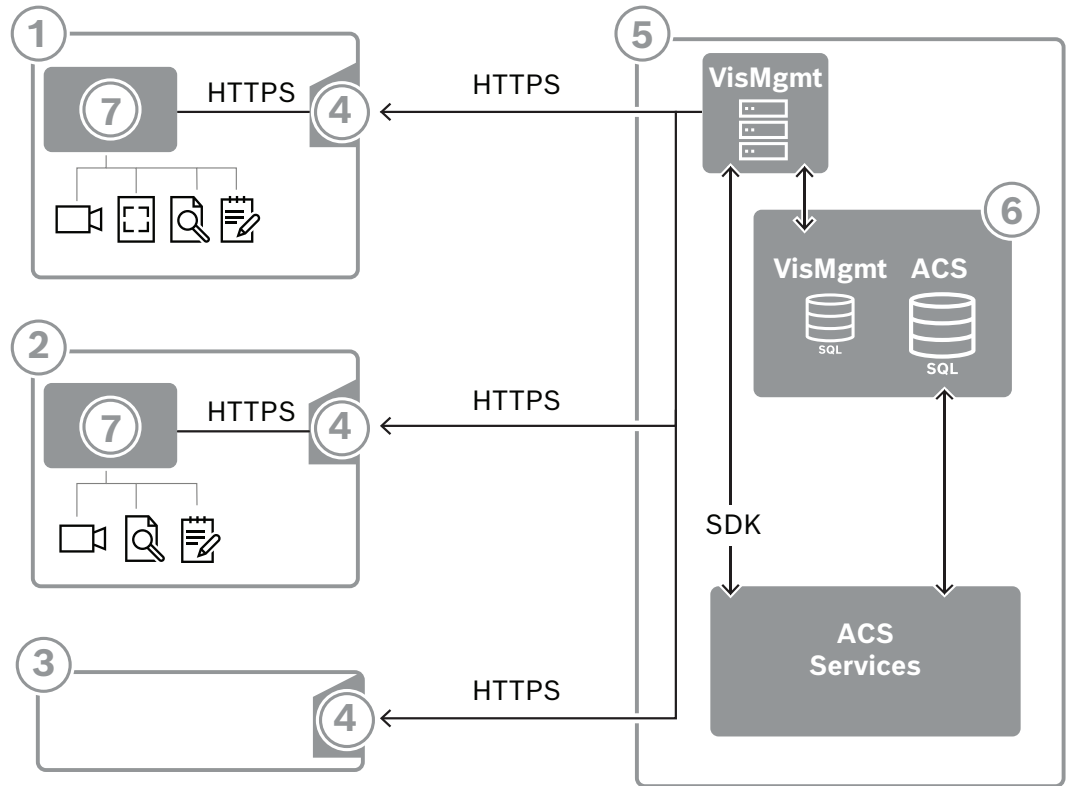 1
7
HTTPS
4
HTTPS
2
7
HTTPS
4
HTTPS
3
4
HTTPS
5
VisMgmt
6
VisMgmt
ACS
SQL
SQL
SDK
ACS
Services